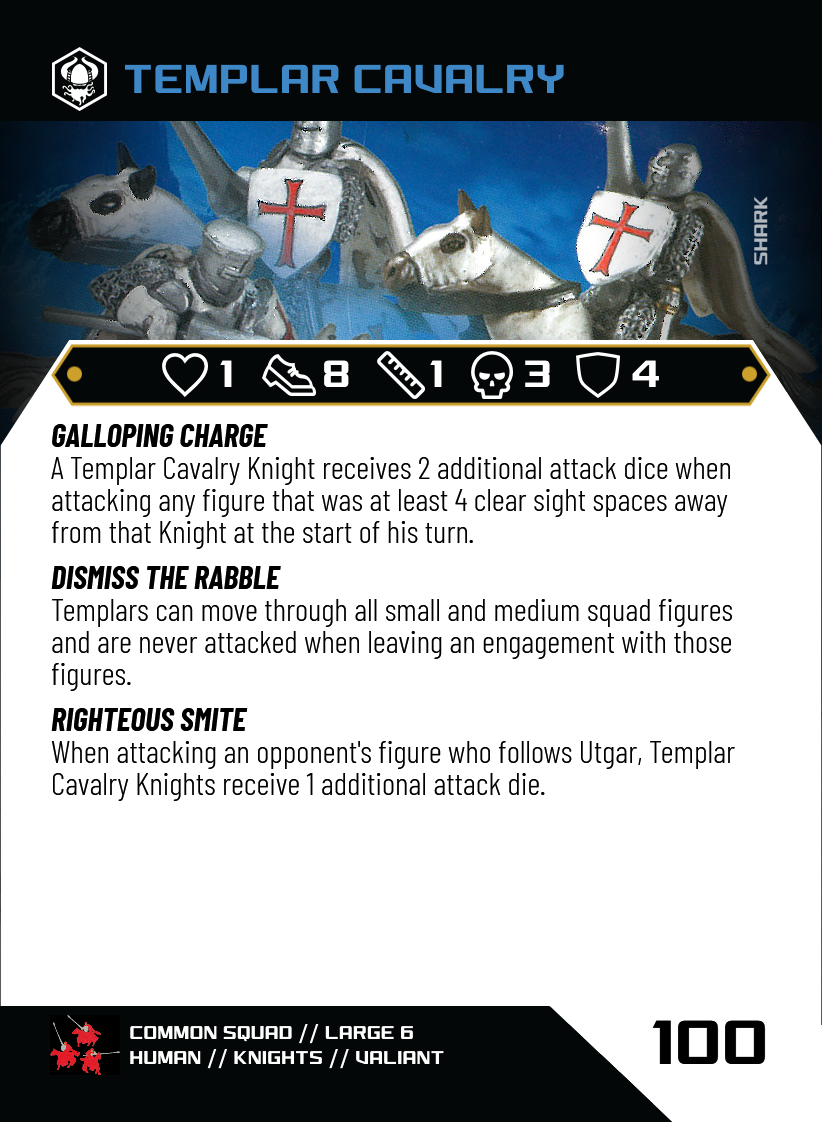 TEMPLAR CAVALRY
SHARK
1 8 1 3 4
GALLOPING CHARGE
A Templar Cavalry Knight receives 2 additional attack dice when
attacking any figure that was at least 4 clear sight spaces away
from that Knight at the start of his turn.
DISMISS THE RABBLE
Templars can move through all small and medium squad figures
and are never attacked when leaving an engagement with those
figures.
RIGHTEOUS SMITE
When attacking an opponent's figure who follows Utgar, Templar
Cavalry Knights receive 1 additional attack die.
COMMON SQUAD // LARGE 6
HUMAN // KNIGHTS // VALIANT
100